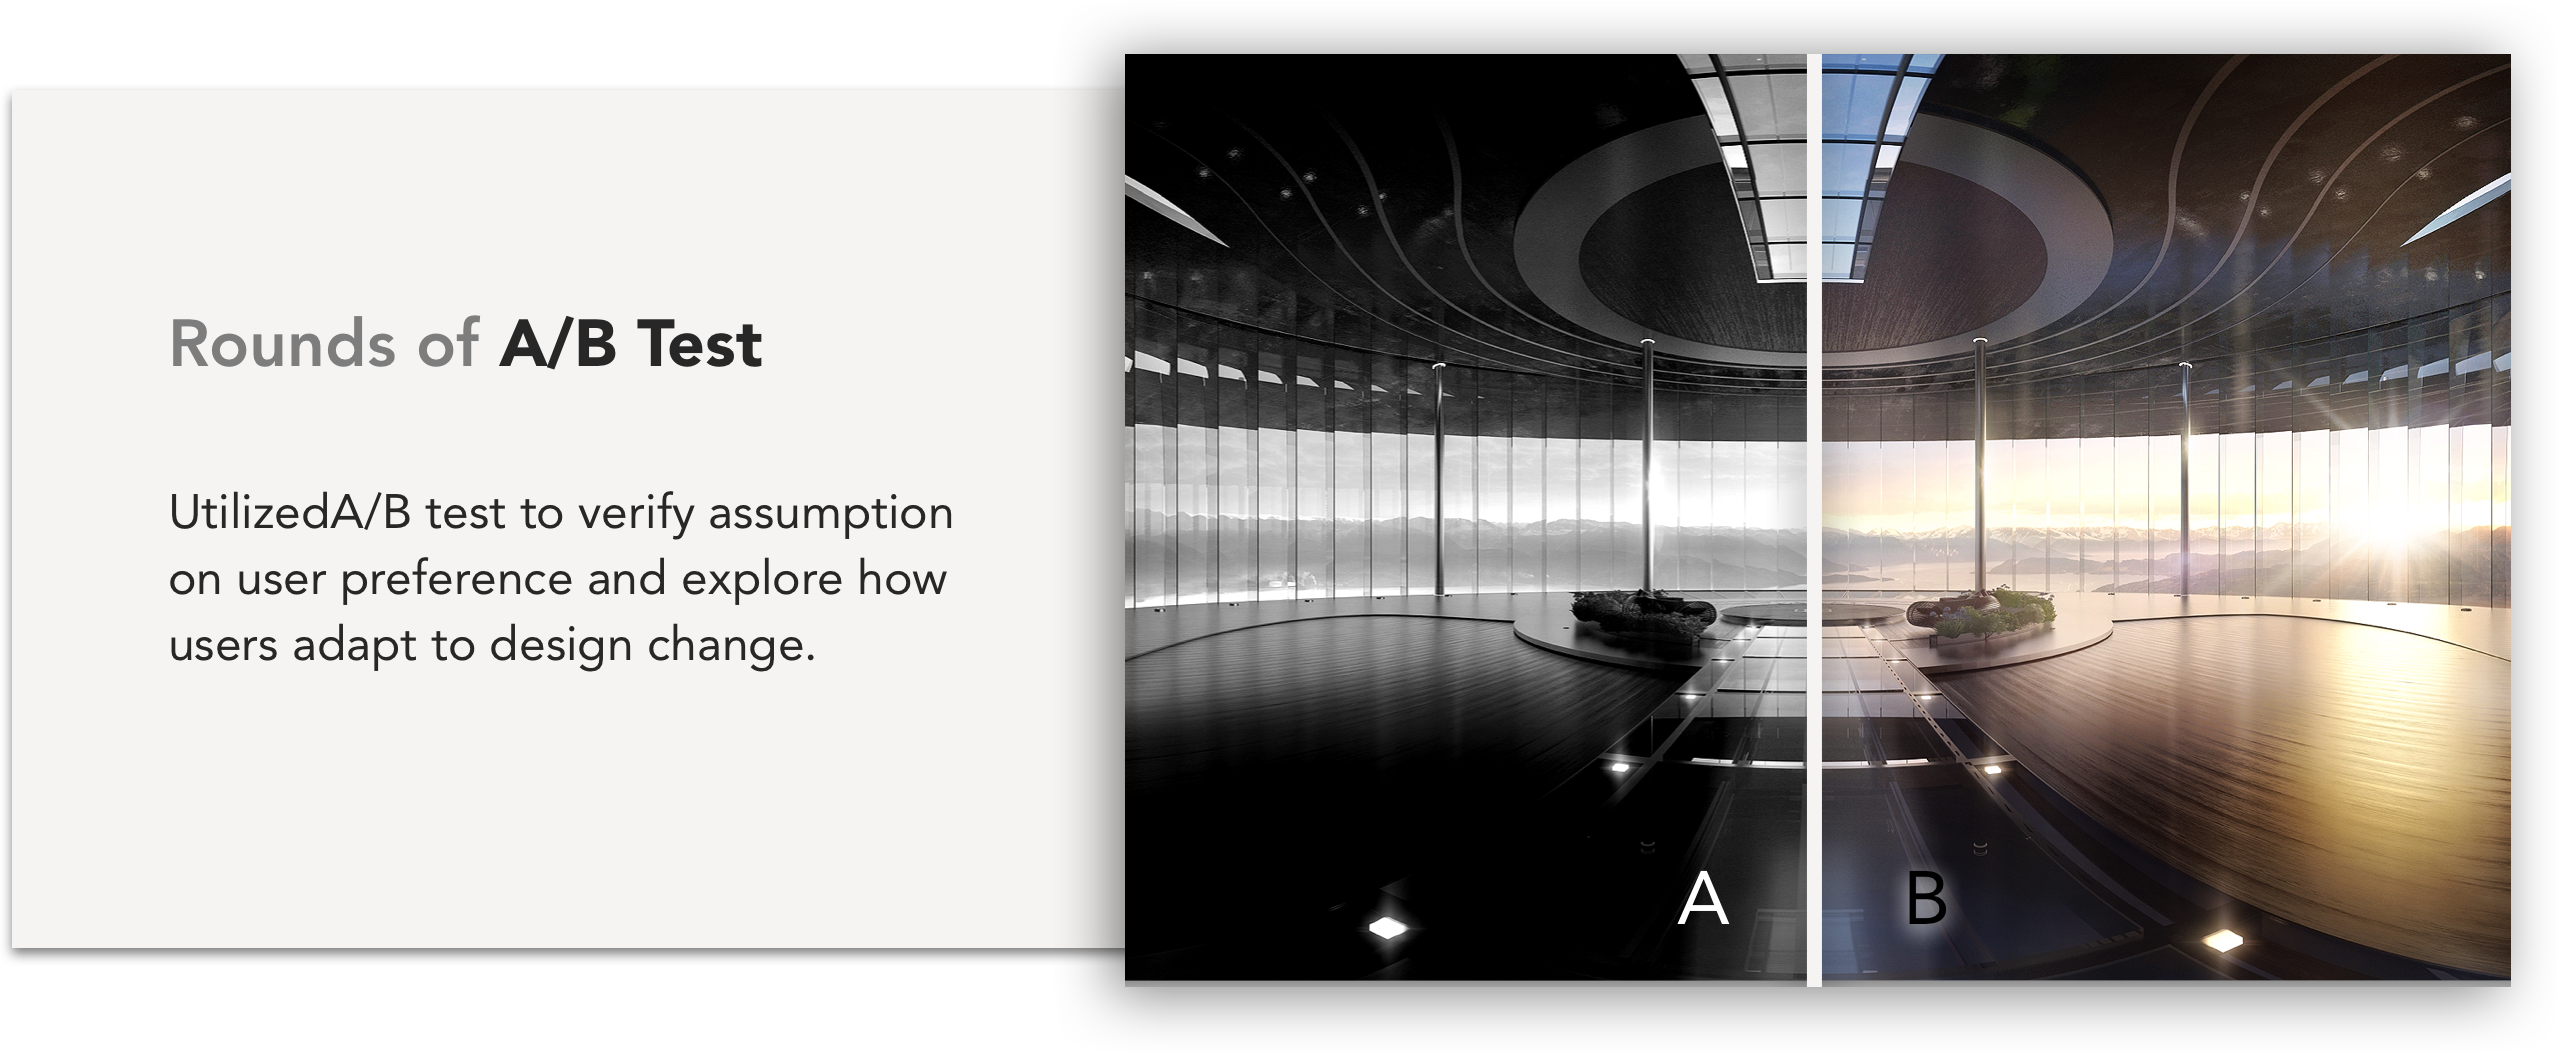 Rounds of A/B Test
UtilizedA/B test to verify assumption
on user preference and explore how
users adapt to design change.
A
B